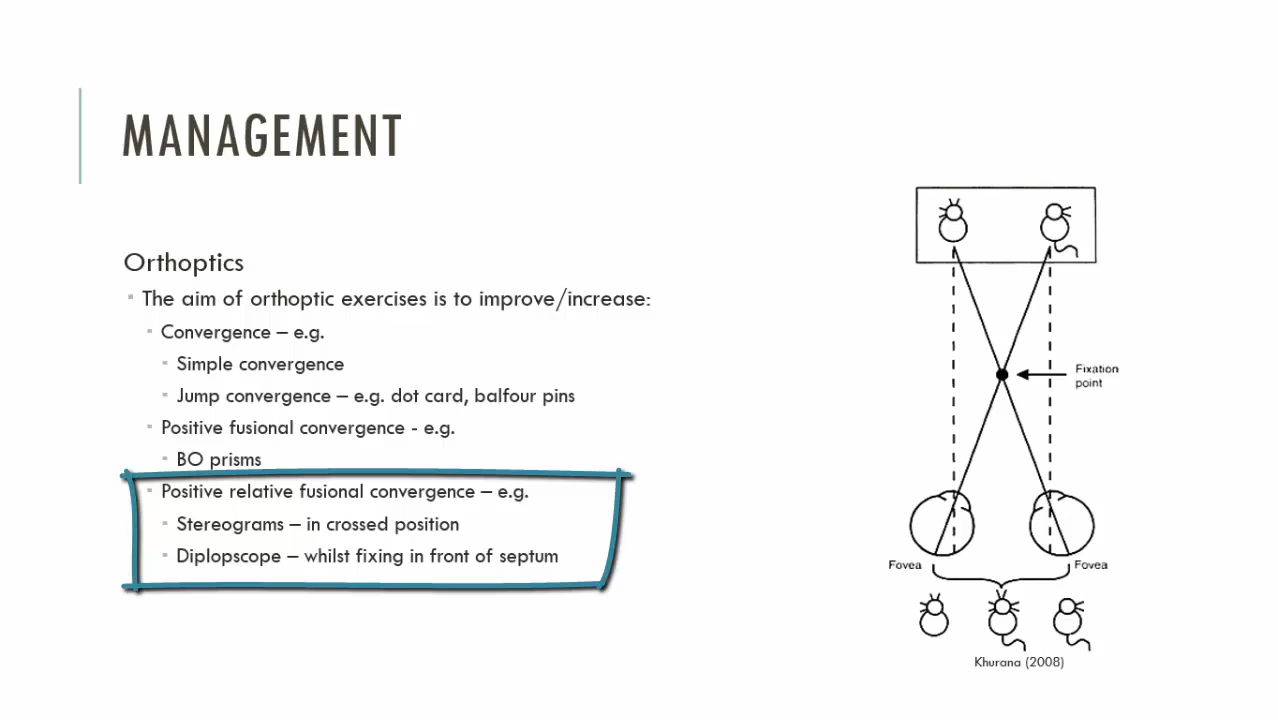 MANAGEMENT
Orthoptics
The aim of orthoptic exercises is to improve/increase:
Convergence – e.g.
Simple convergence
Jump convergence – e.g. dot card, balfour pins
Positive fusional convergence - e.g.
BO prisms
Positive relative fusional convergence – e.g.
Stereograms – in crossed position
Diplopscope – whilst fixing in front of septum
Fixation
point
Fovea
Fovea
Khurana (2008)